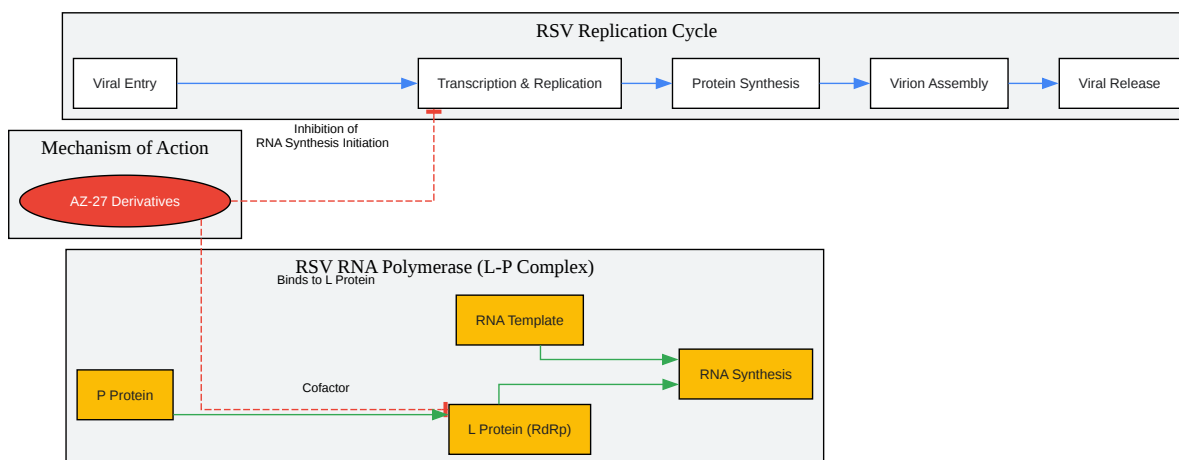 RSV Replication Cycle
Viral Entry
Transcription & Replication
Protein Synthesis
Virion Assembly
Viral Release
Inhibition of
RNA Synthesis Initiation
Mechanism of Action
AZ-27 Derivatives
RSV RNA Polymerase (L-P Complex)
Binds to L Protein
RNA Template
RNA Synthesis
P Protein
Cofactor
L Protein (RdRp)